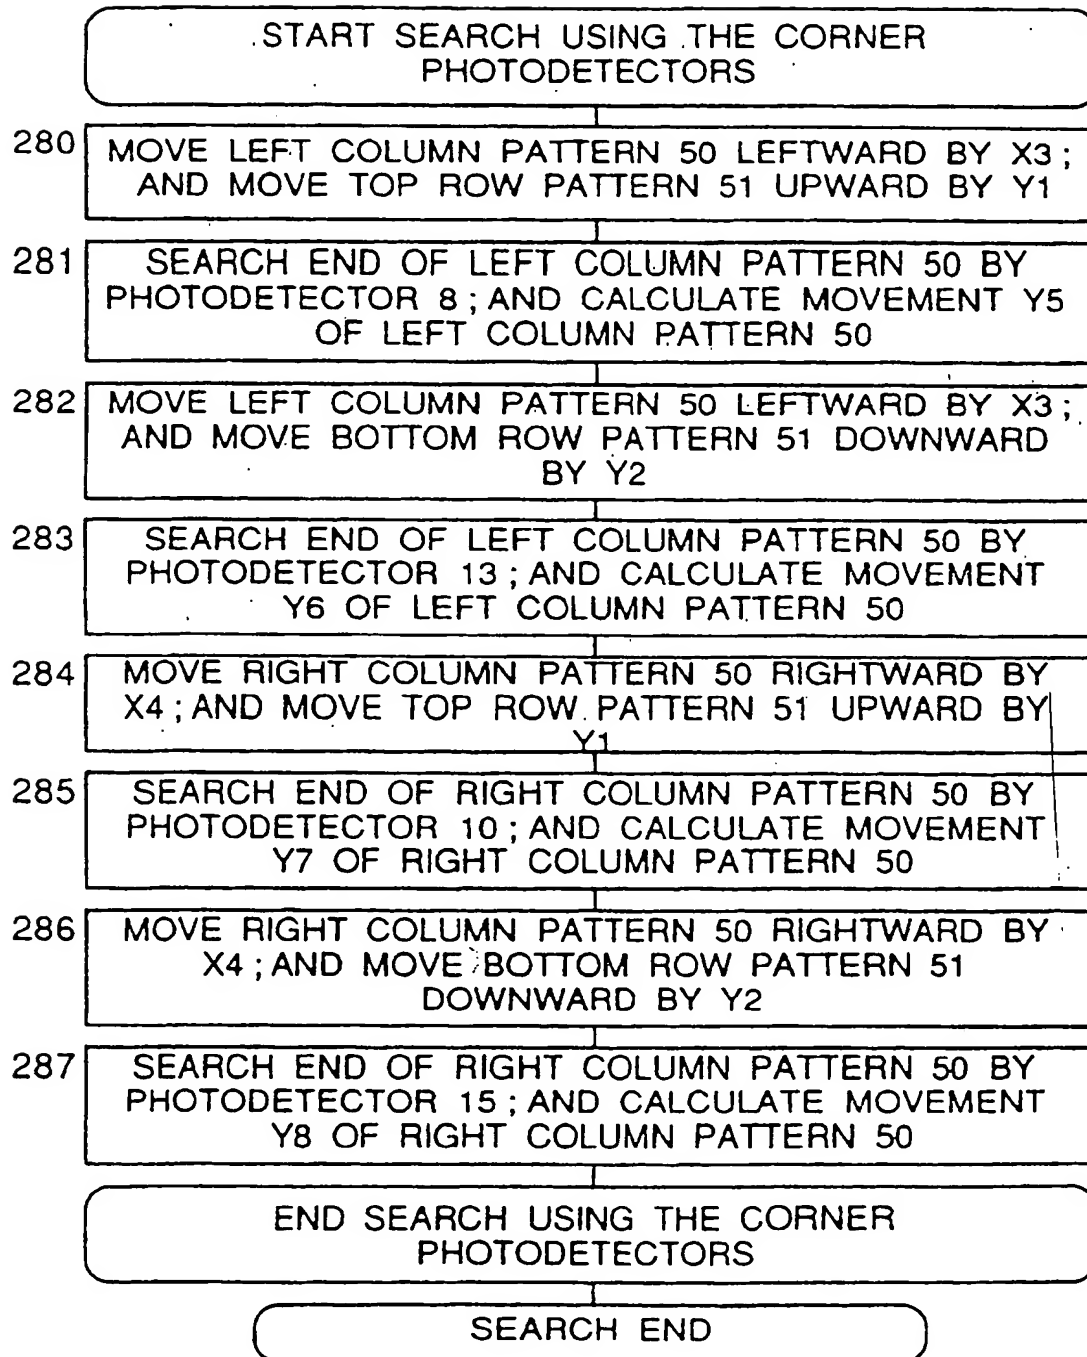 START SEARCH USING THE CORNER
PHOTODETECTORS
280
MOVE LEFT COLUMN PATTERN 50 LEFTWARD BY X3;
AND MOVE TOP ROW PATTERN 51 UPWARD BY Y1
281
SEARCH END OF LEFT COLUMN PATTERN 50 BY
PHOTODETECTOR 8; AND CALCULATE MOVEMENT Y5
OF LEFT COLUMN PATTERN 50
282
MOVE LEFT COLUMN PATTERN 50 LEFTWARD BY X3;
AND MOVE BOTTOM ROW PATTERN 51 DOWNWARD
BY Y2
283
SEARCH END OF LEFT COLUMN PATTERN 50 BY
PHOTODETECTOR 13; AND CALCULATE MOVEMENT
Y6 OF LEFT COLUMN PATTERN 50
284
MOVE RIGHT COLUMN PATTERN 50 RIGHTWARD BY
X4; AND MOVE TOP ROW PATTERN 51 UPWARD BY
Y1
285
SEARCH END OF RIGHT COLUMN PATTERN 50 BY
PHOTODETECTOR 10; AND CALCULATE MOVEMENT
Y7 OF RIGHT COLUMN PATTERN 50
286
MOVE RIGHT COLUMN PATTERN 50 RIGHTWARD BY
X4; AND MOVE BOTTOM ROW PATTERN 51
DOWNWARD BY Y2
287
SEARCH END OF RIGHT COLUMN PATTERN 50 BY
PHOTODETECTOR 15; AND CALCULATE MOVEMENT
Y8 OF RIGHT COLUMN PATTERN 50
END SEARCH USING THE CORNER
PHOTODETECTORS
SEARCH END